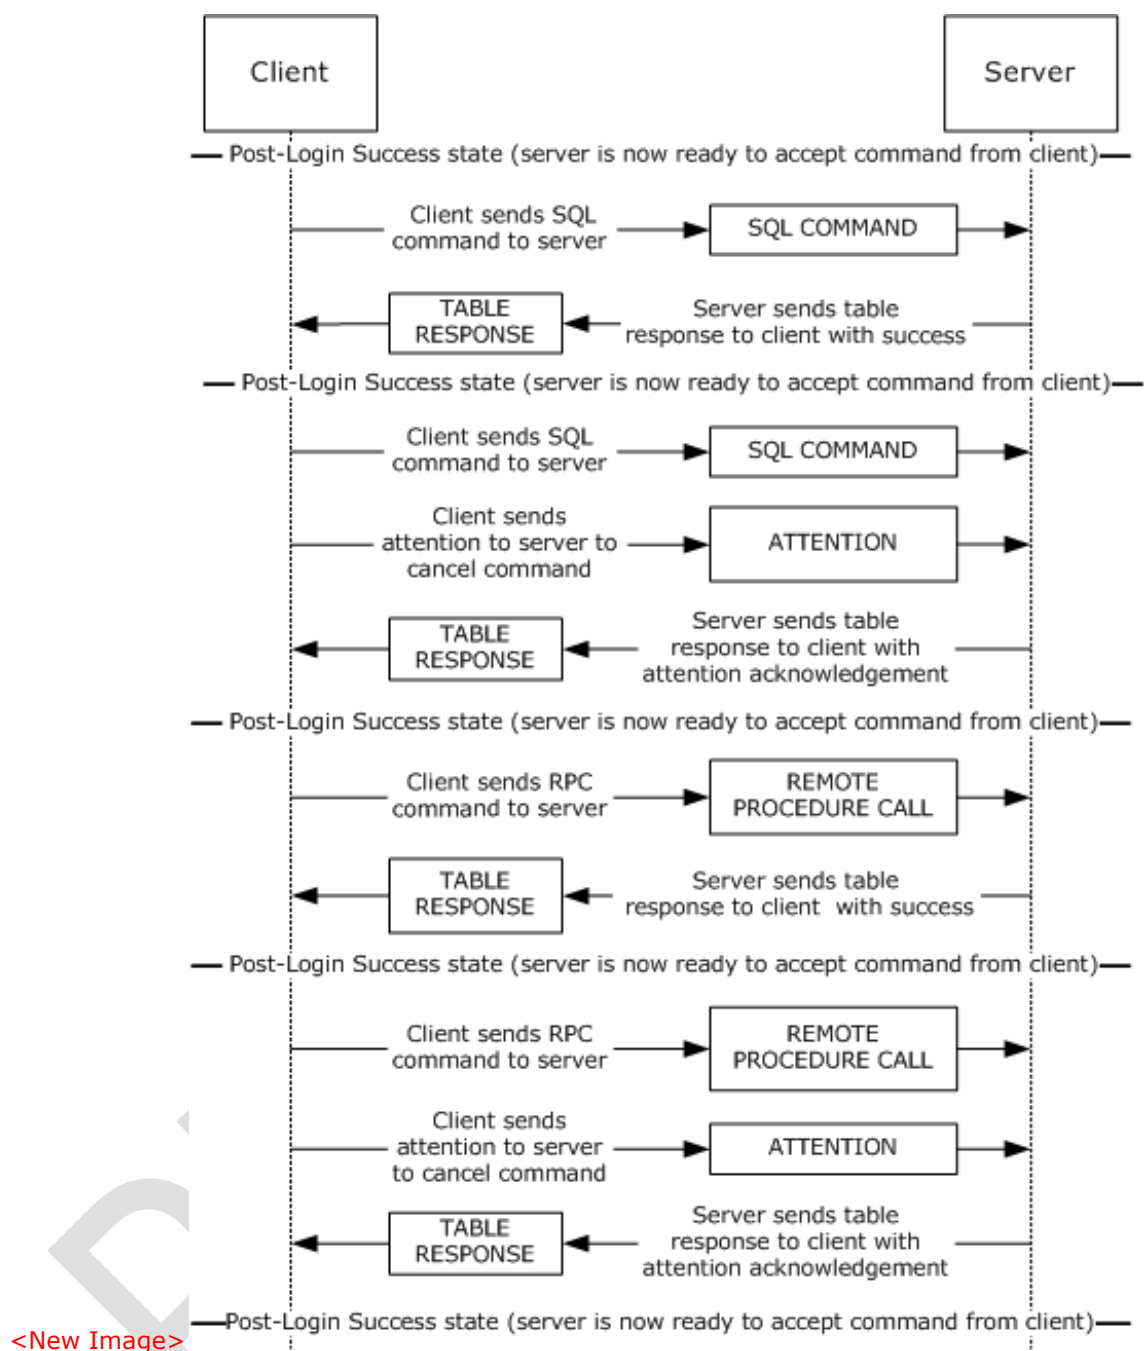 Client
Server
Post-Login Success state (server is now ready to accept command from client)
Client sends SQL
command to server
SQL COMMAND
TABLE
RESPONSE
Server sends table
response to client with success
Post-Login Success state (server is now ready to accept command from client)
Client sends SQL
command to server
SQL COMMAND
Client sends
attention to server to
cancel command
ATTENTION
TABLE
RESPONSE
Server sends table
response to client with
attention acknowledgement
Post-Login Success state (server is now ready to accept command from client)
Client sends RPC
command to server
REMOTE
PROCEDURE CALL
TABLE
RESPONSE
Server sends table
response to client with success
Post-Login Success state (server is now ready to accept command from client)
Client sends RPC
command to server
REMOTE
PROCEDURE CALL
Client sends
attention to server
to cancel command
ATTENTION
TABLE
RESPONSE
Server sends table
response to client with
attention acknowledgement
Post-Login Success state (server is now ready to accept command from client)
<New Image>